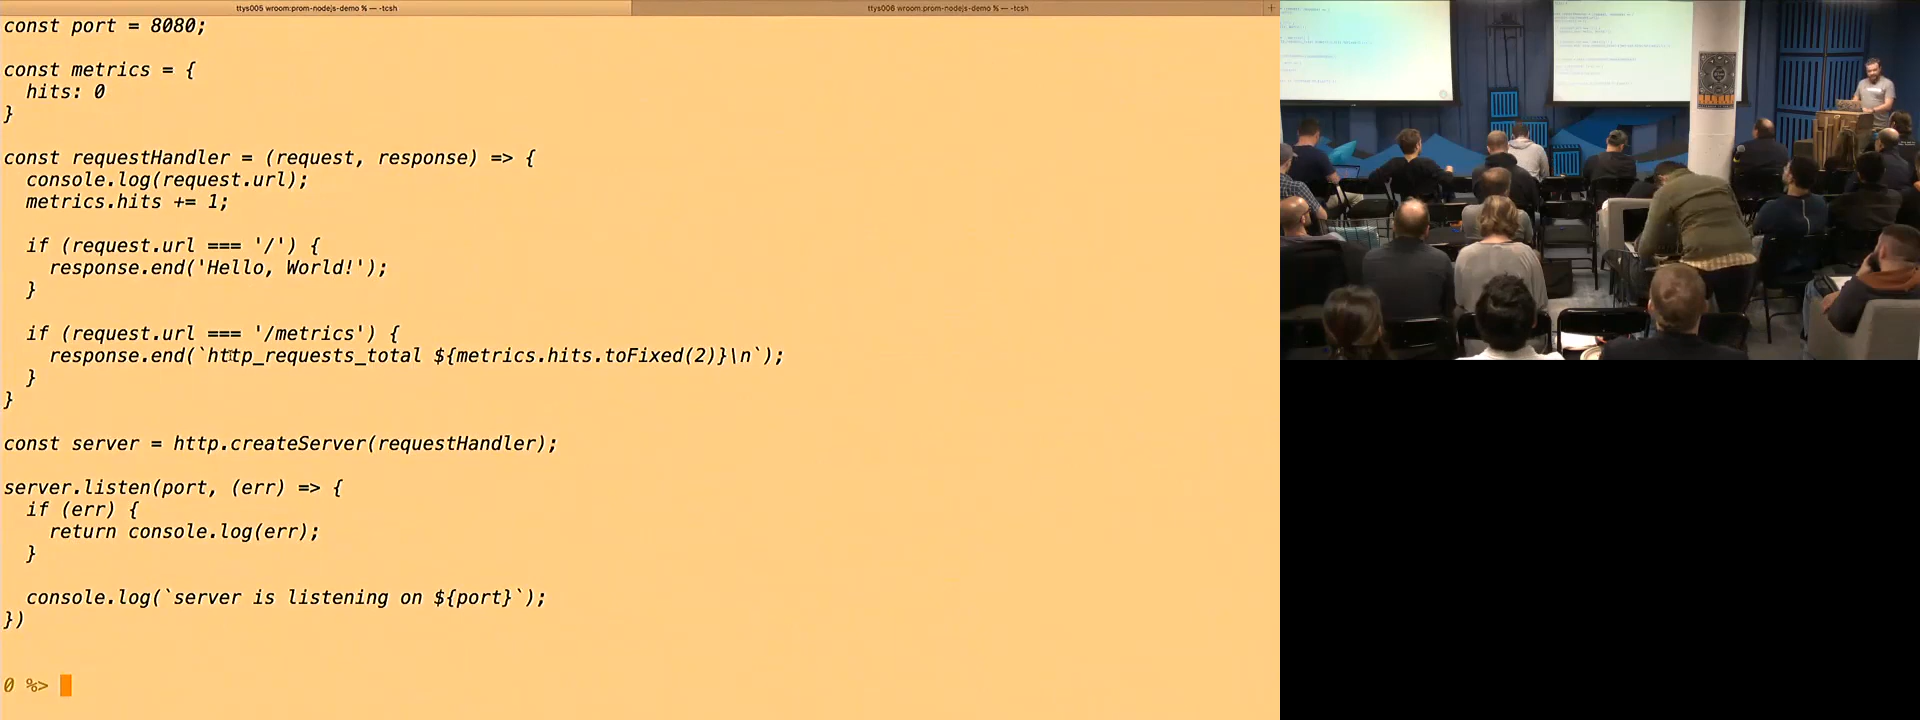 ttys005 wroom:prom-nodejs-demo % — -tcsh
ttys006 wroom:prom-nodejs-demo % — -tcsh
const port = 8080;
const metrics = {
  hits: 0
}
const requestHandler = (request, response) => {
  console.log(request.url);
  metrics.hits += 1;
  if (request.url === '/') {
    response.end('Hello, World!');
  }
  if (request.url === '/metrics') {
    response.end(`http_requests_total ${metrics.hits.toFixed(2)}\n`);
  }
}
const server = http.createServer(requestHandler);
server.listen(port, (err) => {
  if (err) {
    return console.log(err);
  }
  console.log(`server is listening on ${port}`);
})
0 %>